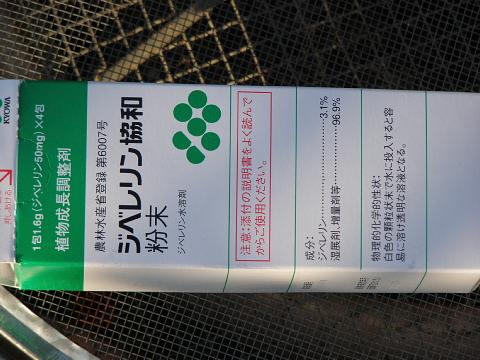 KYOWA
押しあける
1包1.6g(ジベレリン50mg)×4包
植物成長調整剤
農林水産省登録 第6007号
ジベレリン協和
粉末
ジベレリン水溶剤
注意:添付の説明書をよく読んで
からご使用ください。
成分:
ジベレリン……………………3.1%
湿展剤、増量剤等……………96.9%
物理的化学的性状:
白色の顆粒状末で水に投入すると容
易に溶け透明な溶液となる。